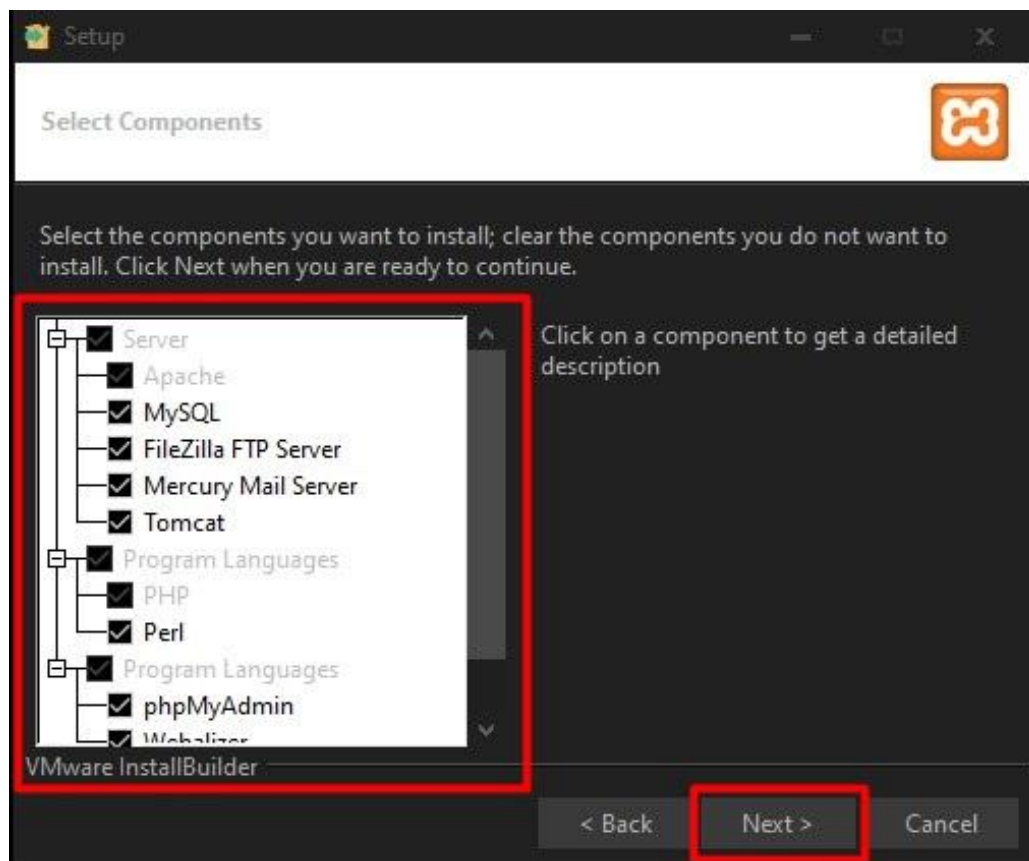 Setup
Select Components
Select the components you want to install; clear the components you do not want to
install. Click Next when you are ready to continue.
Server
Apache
MySQL
FileZilla FTP Server
Mercury Mail Server
Tomcat
Program Languages
PHP
Perl
Program Languages
phpMyAdmin
Webalizer
Click on a component to get a detailed
description
VMware InstallBuilder
< Back
Next >
Cancel